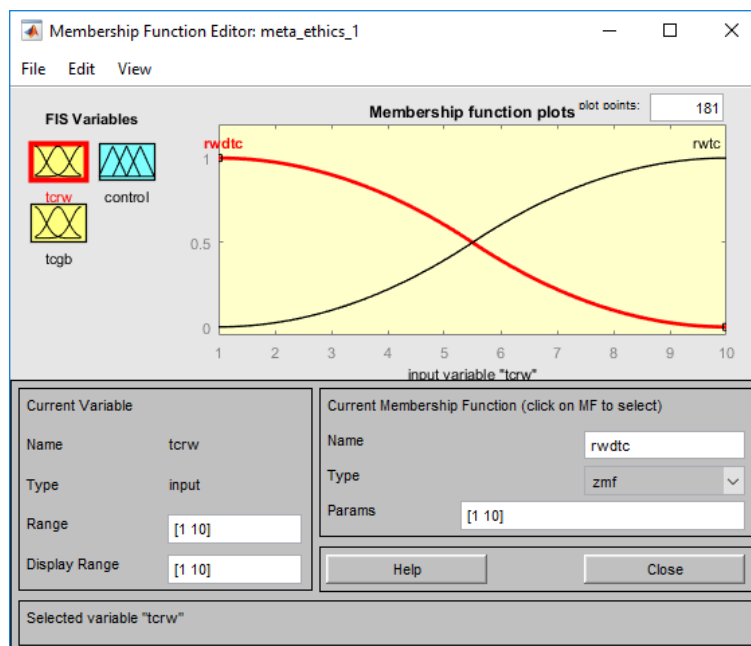 Membership Function Editor: meta_ethics_1
File Edit View
FIS Variables
Membership function plots plot points: 181
tcrw control
tcgb
rwdtc rwtc
1
0.5
0
1 2 3 4 5 6 7 8 9 10
input variable "tcrw"
Current Variable
Name tcrw
Type input
Range [1 10]
Display Range [1 10]
Current Membership Function (click on MF to select)
Name rwdtc
Type zmf
Params [1 10]
Help Close
Selected variable "tcrw"